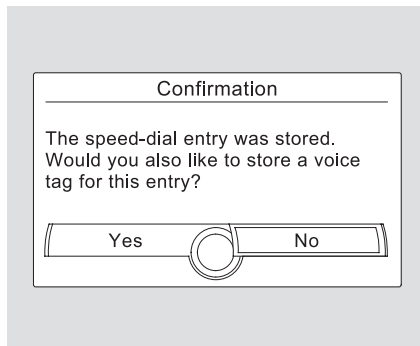 Confirmation
The speed-dial entry was stored.
Would you also like to store a voice
tag for this entry?
Yes
No